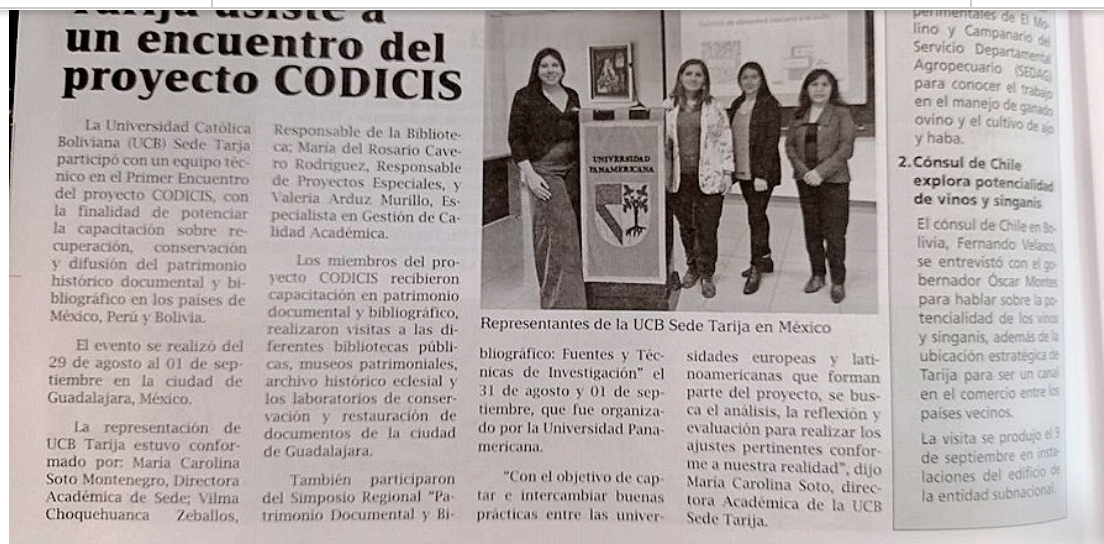 Tarija asiste a
un encuentro del
proyecto CODICIS
La Universidad Católica
Boliviana (UCB) Sede Tarja
participó con un equipo téc-
nico en el Primer Encuentro
del proyecto CODICIS, con
la finalidad de potenciar
la capacitación sobre re-
cuperación, conservación
y difusión del patrimonio
histórico documental y bi-
bliográfico en los países de
México, Perú y Bolivia.
El evento se realizó del
29 de agosto al 01 de sep-
tiembre en la ciudad de
Guadalajara, México.
La representación de
UCB Tarija estuvo confor-
mado por: María Carolina
Soto Montenegro, Directora
Académica de Sede; Vilma
Choquehuanca Zeballos,
Responsable de la Bibliote-
ca; María del Rosario Cave-
ro Rodríguez, Responsable
de Proyectos Especiales, y
Valeria Arduz Murillo, Es-
pecialista en Gestión de Ca-
lidad Académica.
Los miembros del pro-
yecto CODICIS recibieron
capacitación en patrimonio
documental y bibliográfico,
realizaron visitas a las di-
ferentes bibliotecas públi-
cas, museos patrimoniales,
archivo histórico eclesial y
los laboratorios de conser-
vación y restauración de
documentos de la ciudad
de Guadalajara.
También participaron
del Simposio Regional "Pa-
trimonio Documental y Bi-
UNIVERSIDAD
PANAMERICANA
Representantes de la UCB Sede Tarija en México
bliográfico: Fuentes y Téc-
nicas de Investigación" el
31 de agosto y 01 de sep-
tiembre, que fue organiza-
do por la Universidad Pana-
mericana.
"Con el objetivo de cap-
tar e intercambiar buenas
prácticas entre las univer-
sidades europeas y lati-
noamericanas que forman
parte del proyecto, se bus-
ca el análisis, la reflexión y
evaluación para realizar los
ajustes pertinentes confor-
me a nuestra realidad", dijo
María Carolina Soto, direc-
tora Académica de la UCB
Sede Tarija.
perimentales de El Mo-
lino y Campanario del
Servicio Departamental
Agropecuario (SEDAG)
para conocer el trabajo
en el manejo de ganado
ovino y el cultivo de ajo
y haba.
2. Cónsul de Chile
explora potencialidad
de vinos y singanis
El cónsul de Chile en Bo-
livia, Fernando Velasco,
se entrevistó con el go-
bernador Óscar Montes
para hablar sobre la po-
tencialidad de los vinos
y singanis, además de la
ubicación estratégica de
Tarija para ser un canal
en el comercio entre los
países vecinos.
La visita se produjo el 9
de septiembre en insta-
laciones del edificio de
la entidad subnacional.